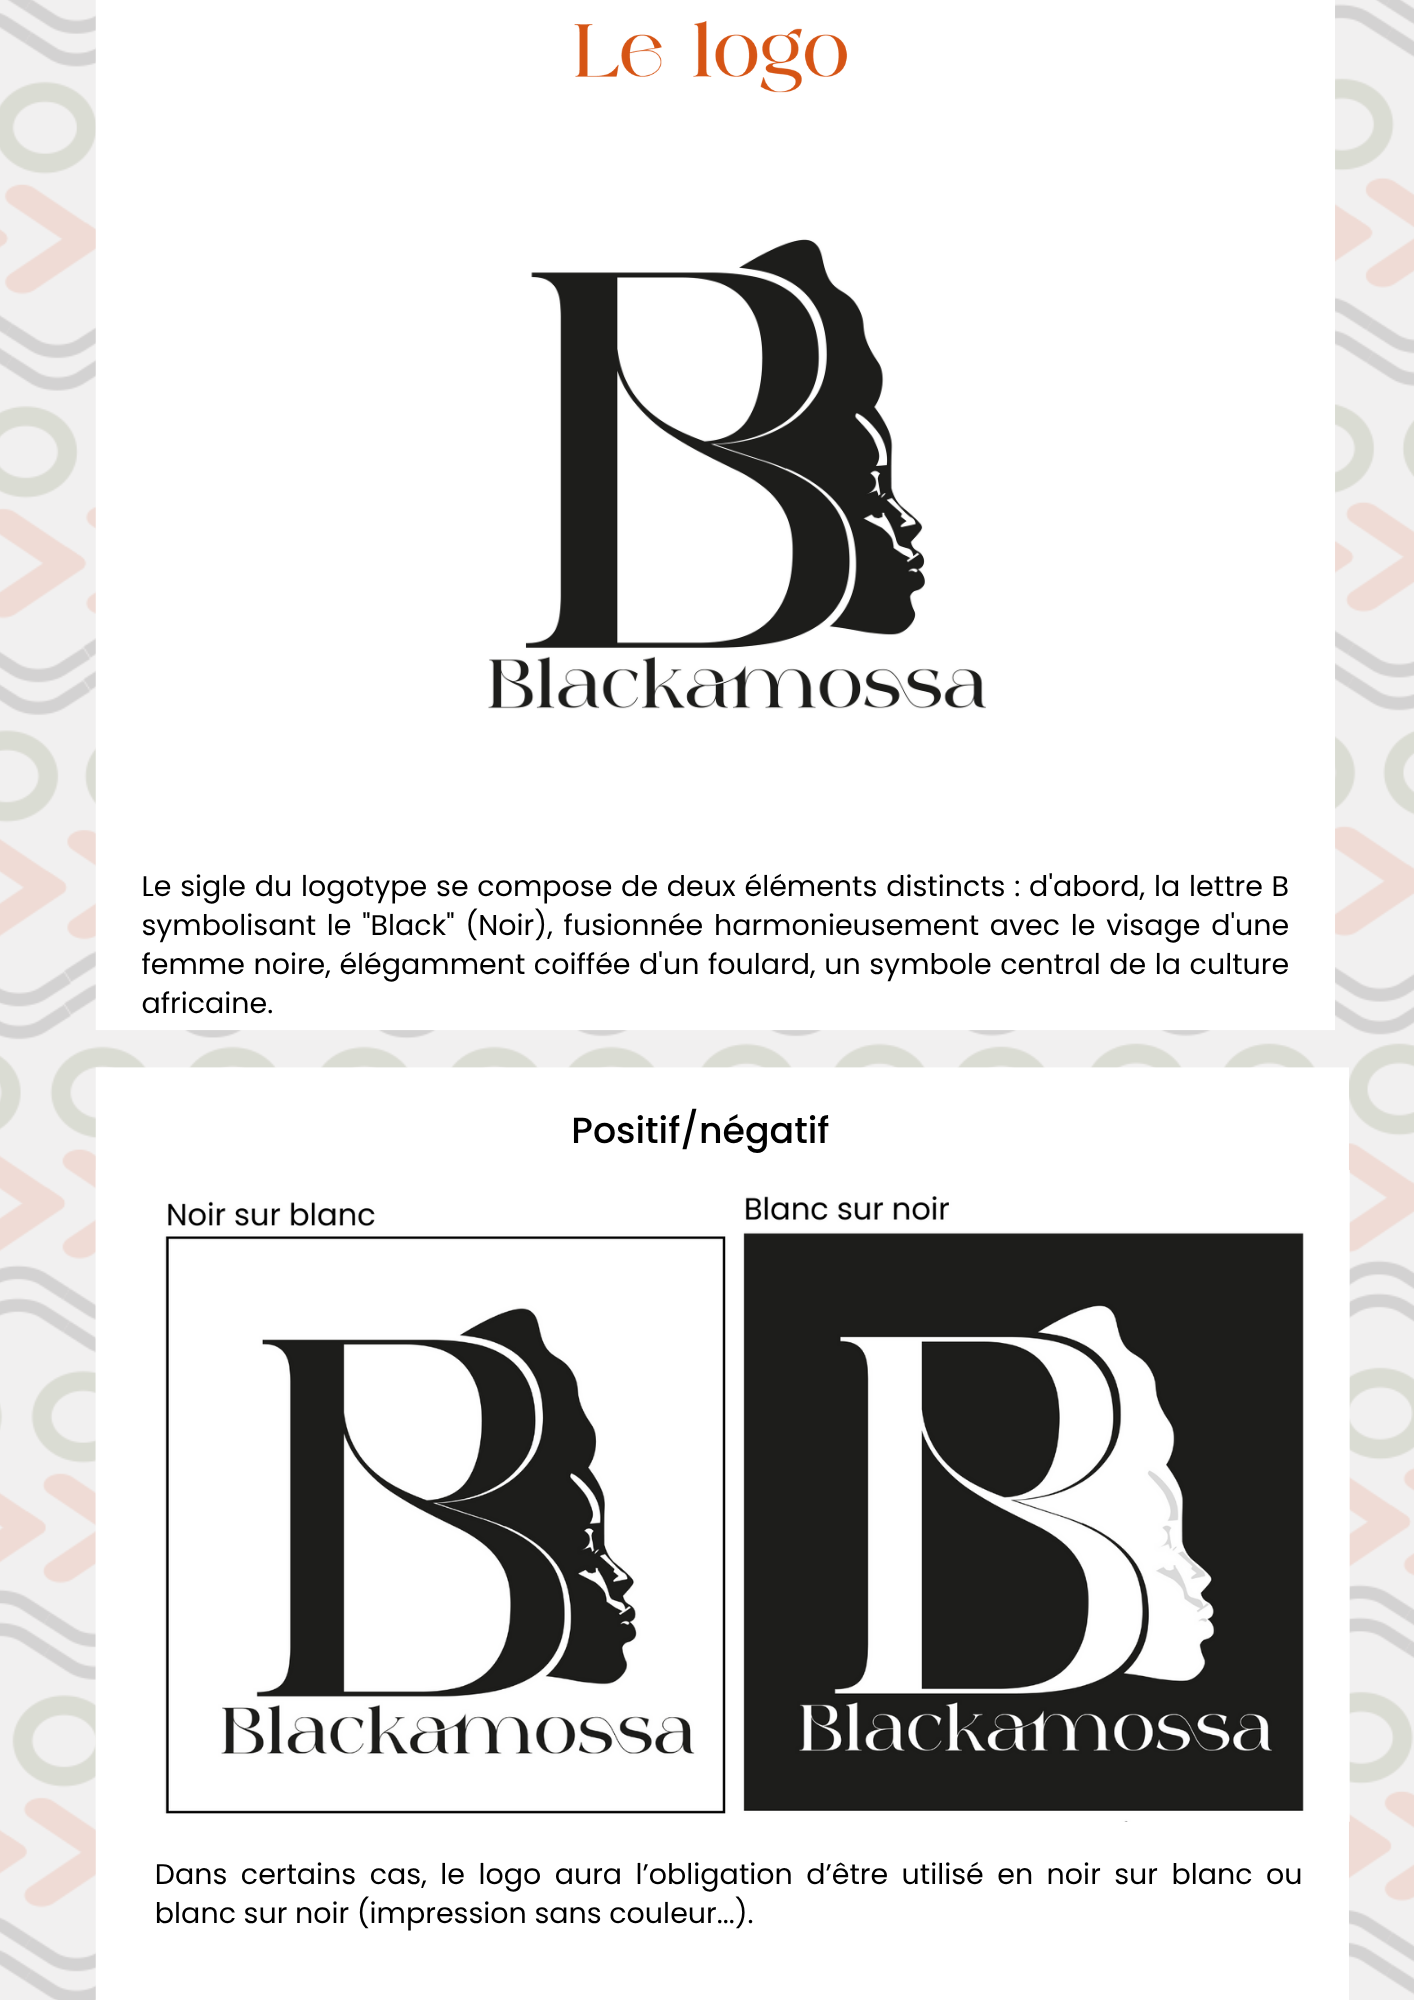 Le logo
Blackamossa
Le sigle du logotype se compose de deux éléments distincts : d'abord, la lettre B
symbolisant le "Black" (Noir), fusionnée harmonieusement avec le visage d'une
femme noire, élégamment coiffée d'un foulard, un symbole central de la culture
africaine.
Positif/négatif
Noir sur blanc
Blanc sur noir
Blackamossa
Blackamossa
Dans certains cas, le logo aura l’obligation d’être utilisé en noir sur blanc ou
blanc sur noir (impression sans couleur...).